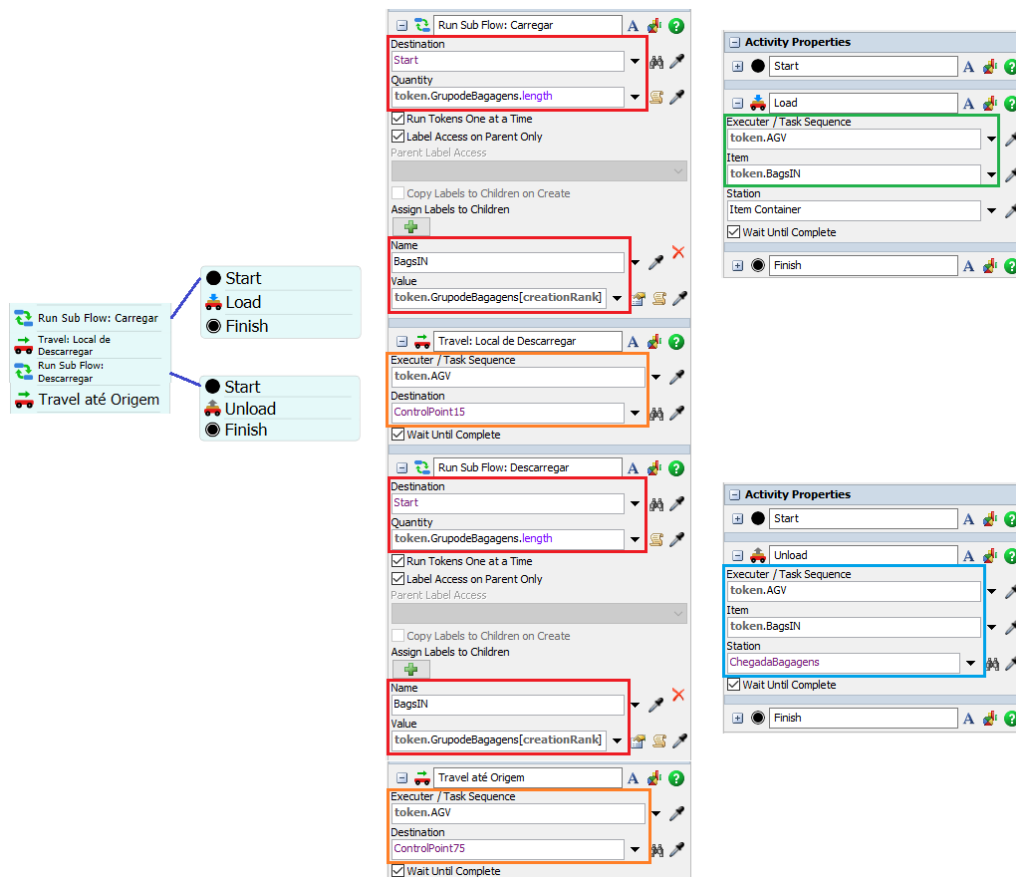 Run Sub Flow: Carregar
Travel: Local de
Descarregar
Run Sub Flow:
Descarregar
Travel até Origem
Start
Load
Finish
Start
Unload
Finish
Run Sub Flow: Carregar
A
Destination
Start
Quantity
token.GrupodeBagagens.length
Run Tokens One at a Time
Label Access on Parent Only
Parent Label Access
Copy Labels to Children on Create
Assign Labels to Children
Name
BagsIN
Value
token.GrupodeBagagens[creationRank]
Travel: Local de Descarregar
A
Executer / Task Sequence
token.AGV
Destination
ControlPoint15
Wait Until Complete
Run Sub Flow: Descarregar
A
Destination
Start
Quantity
token.GrupodeBagagens.length
Run Tokens One at a Time
Label Access on Parent Only
Parent Label Access
Copy Labels to Children on Create
Assign Labels to Children
Name
BagsIN
Value
token.GrupodeBagagens[creationRank]
Travel até Origem
A
Executer / Task Sequence
token.AGV
Destination
ControlPoint75
Wait Until Complete
Activity Properties
Start
A
Load
A
Executer / Task Sequence
token.AGV
Item
token.BagsIN
Station
Item Container
Wait Until Complete
Finish
A
Activity Properties
Start
A
Unload
A
Executer / Task Sequence
token.AGV
Item
token.BagsIN
Station
ChegadaBagagens
Wait Until Complete
Finish
A